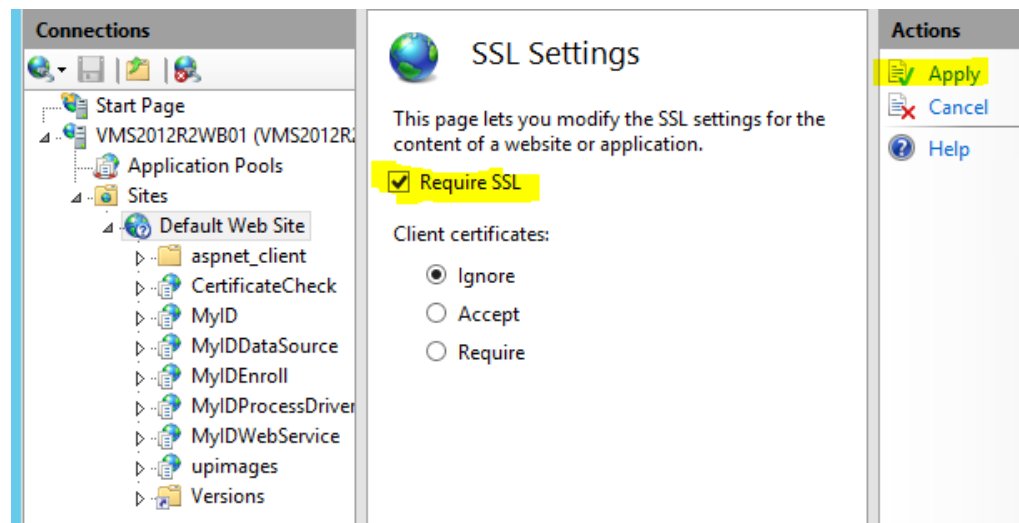 Connections
Start Page
VMS2012R2WB01 (VMS2012R2
Application Pools
Sites
Default Web Site
aspnet_client
CertificateCheck
MyID
MyIDDataSource
MyIDEnroll
MyIDProcessDriver
MyIDWebService
upimages
Versions
SSL Settings
This page lets you modify the SSL settings for the
content of a website or application.
Require SSL
Client certificates:
Ignore
Accept
Require
Actions
Apply
Cancel
Help